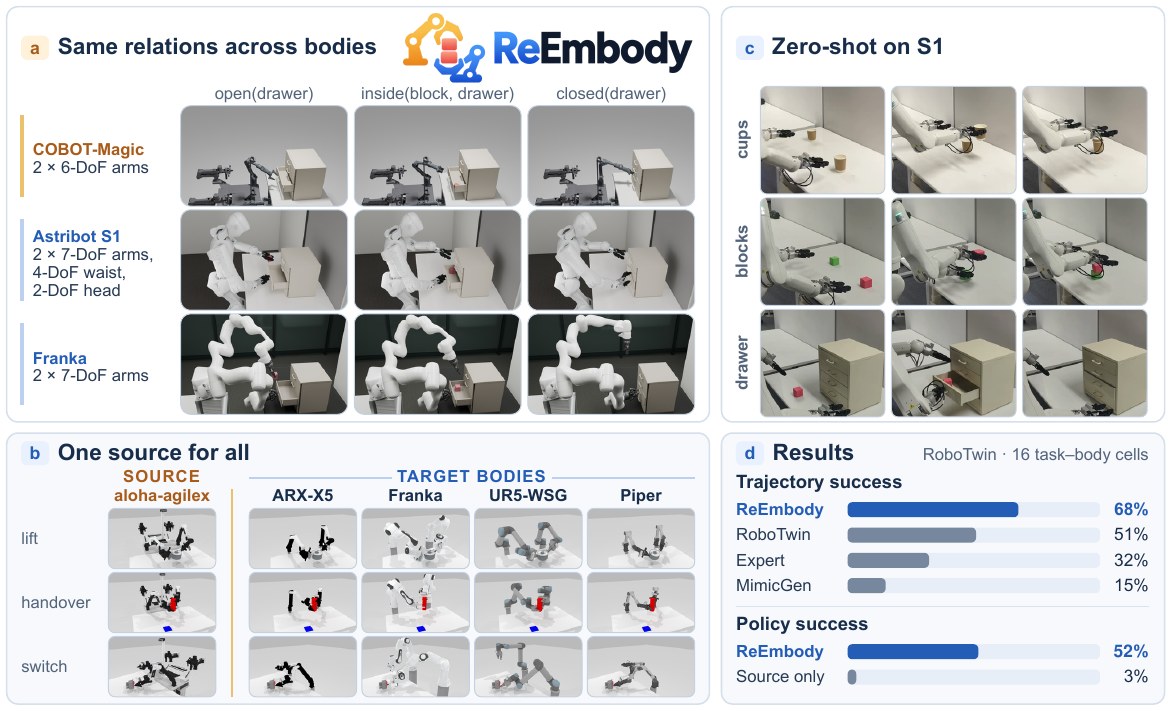 a Same relations across bodies
ReEmbody
open(drawer) inside(block, drawer) closed(drawer)
COBOT-Magic
2 × 6-DoF arms
Astribot S1
2 × 7-DoF arms,
4-DoF waist,
2-DoF head
Franka
2 × 7-DoF arms
c Zero-shot on S1
cups
blocks
drawer
b One source for all
SOURCE
aloha-agilex
TARGET BODIES
ARX-X5 Franka UR5-WSG Piper
lift
handover
switch
d Results
RoboTwin · 16 task–body cells
Trajectory success
ReEmbody 68%
RoboTwin 51%
Expert 32%
MimicGen 15%
Policy success
ReEmbody 52%
Source only 3%